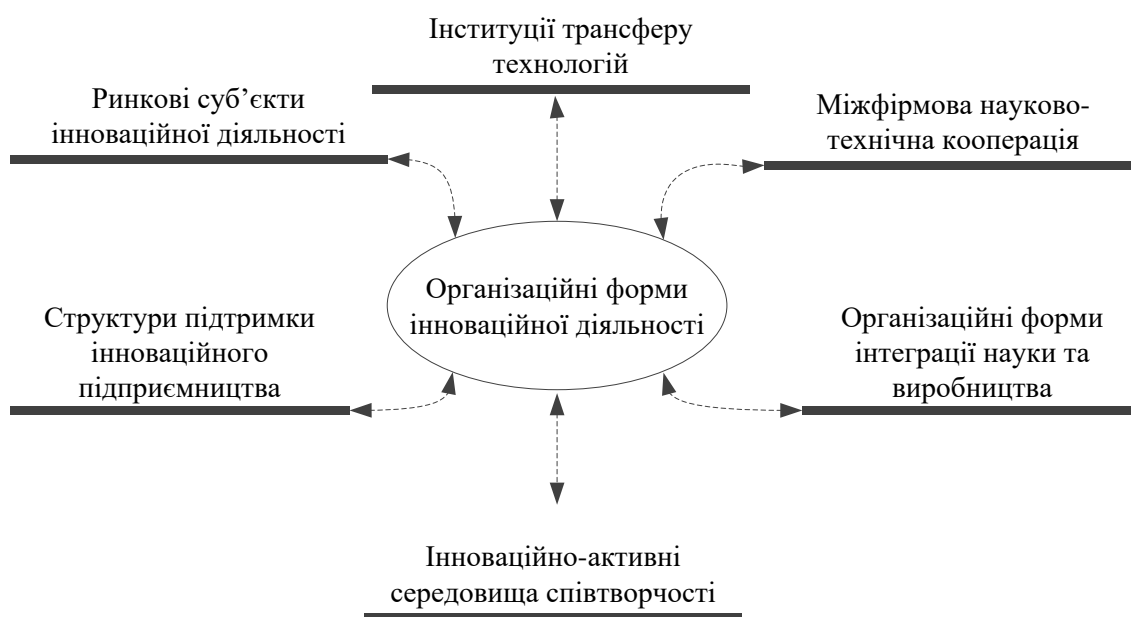 Інституції трансферу
технологій
Ринкові суб’єкти
інноваційної діяльності
Міжфірмова науково-
технічна кооперація
Організаційні форми
інноваційної діяльності
Структури підтримки
інноваційного
підприємництва
Організаційні форми
інтеграції науки та
виробництва
Інноваційно-активні
середовища співтворчості